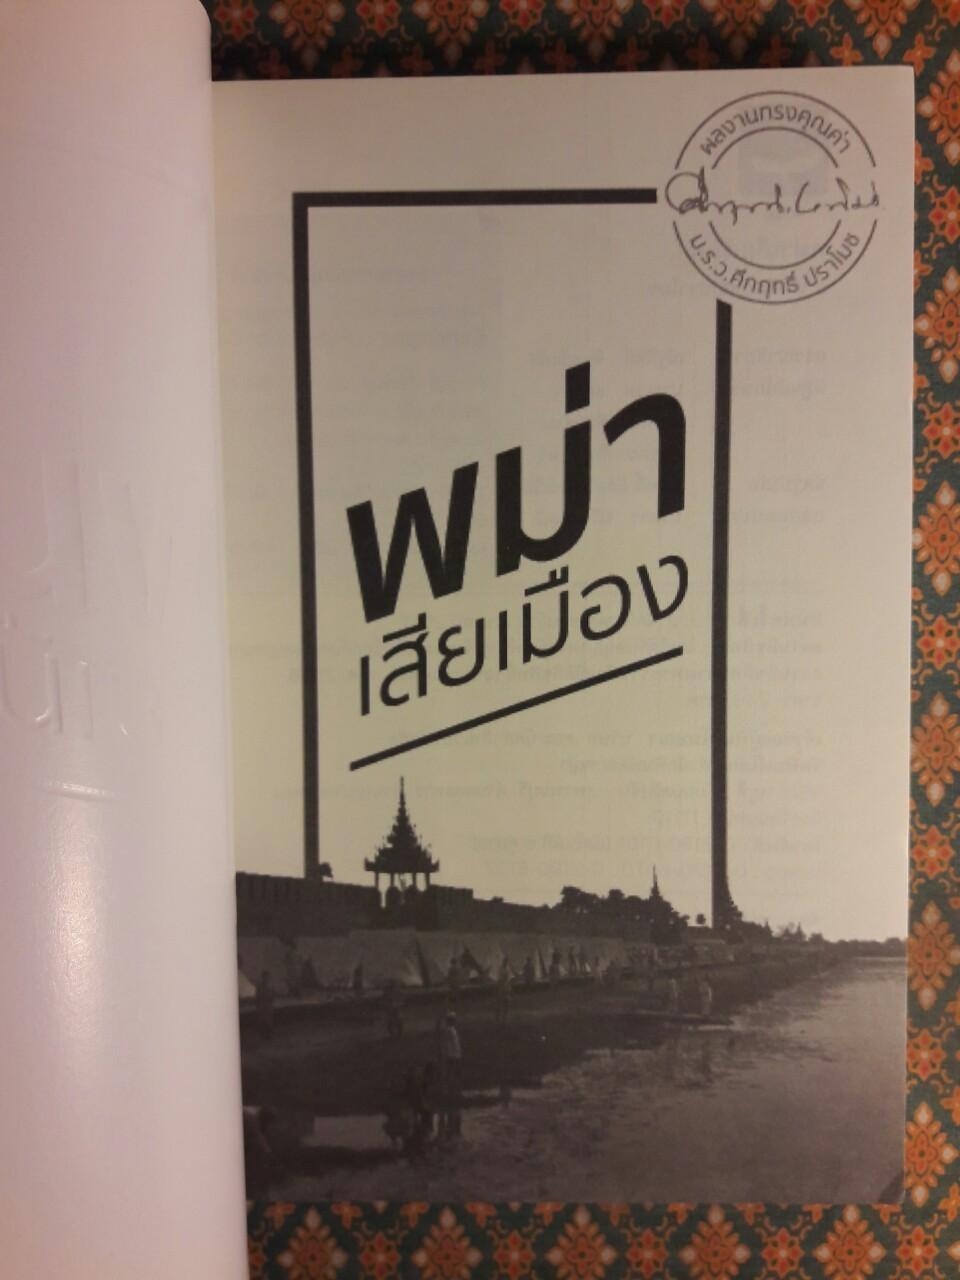 ผลงานทรงคุณค่า
ม.ร.ว.คึกฤทธิ์ ปราโมช
พม่า
เสียเมือง